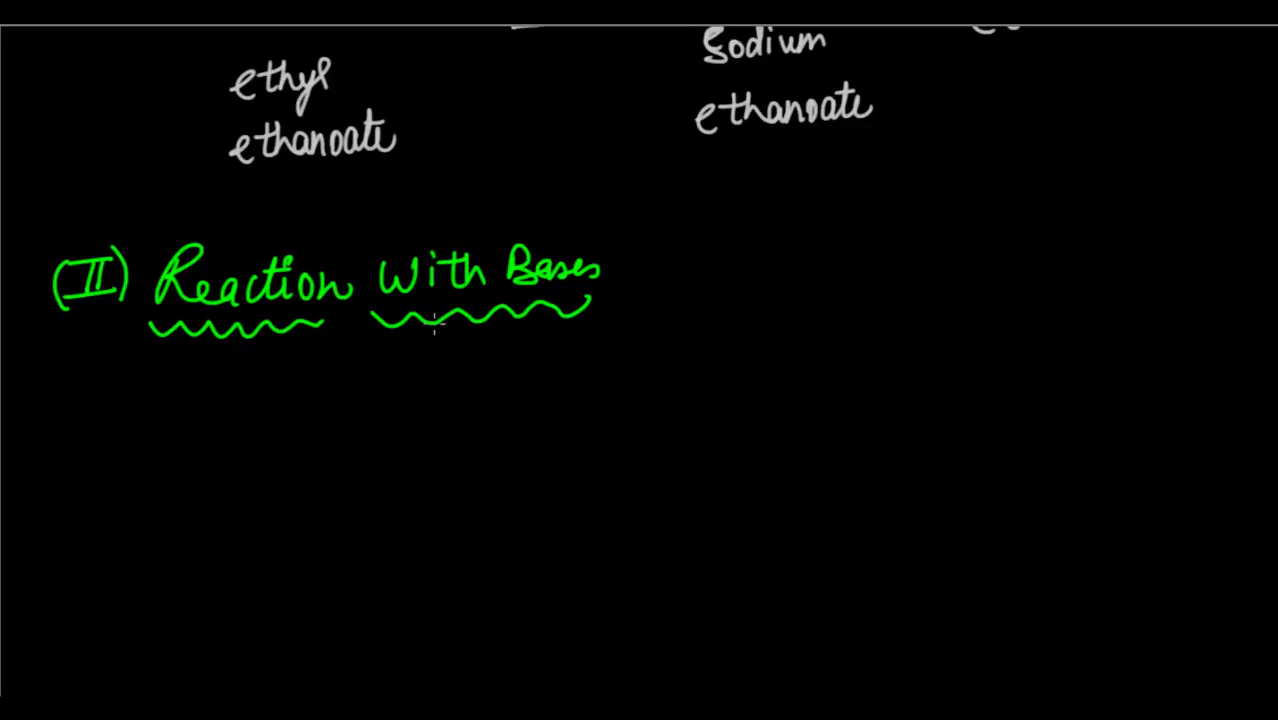 sodium
ethyl
ethanoate
ethanoate
(II) Reaction With Bases